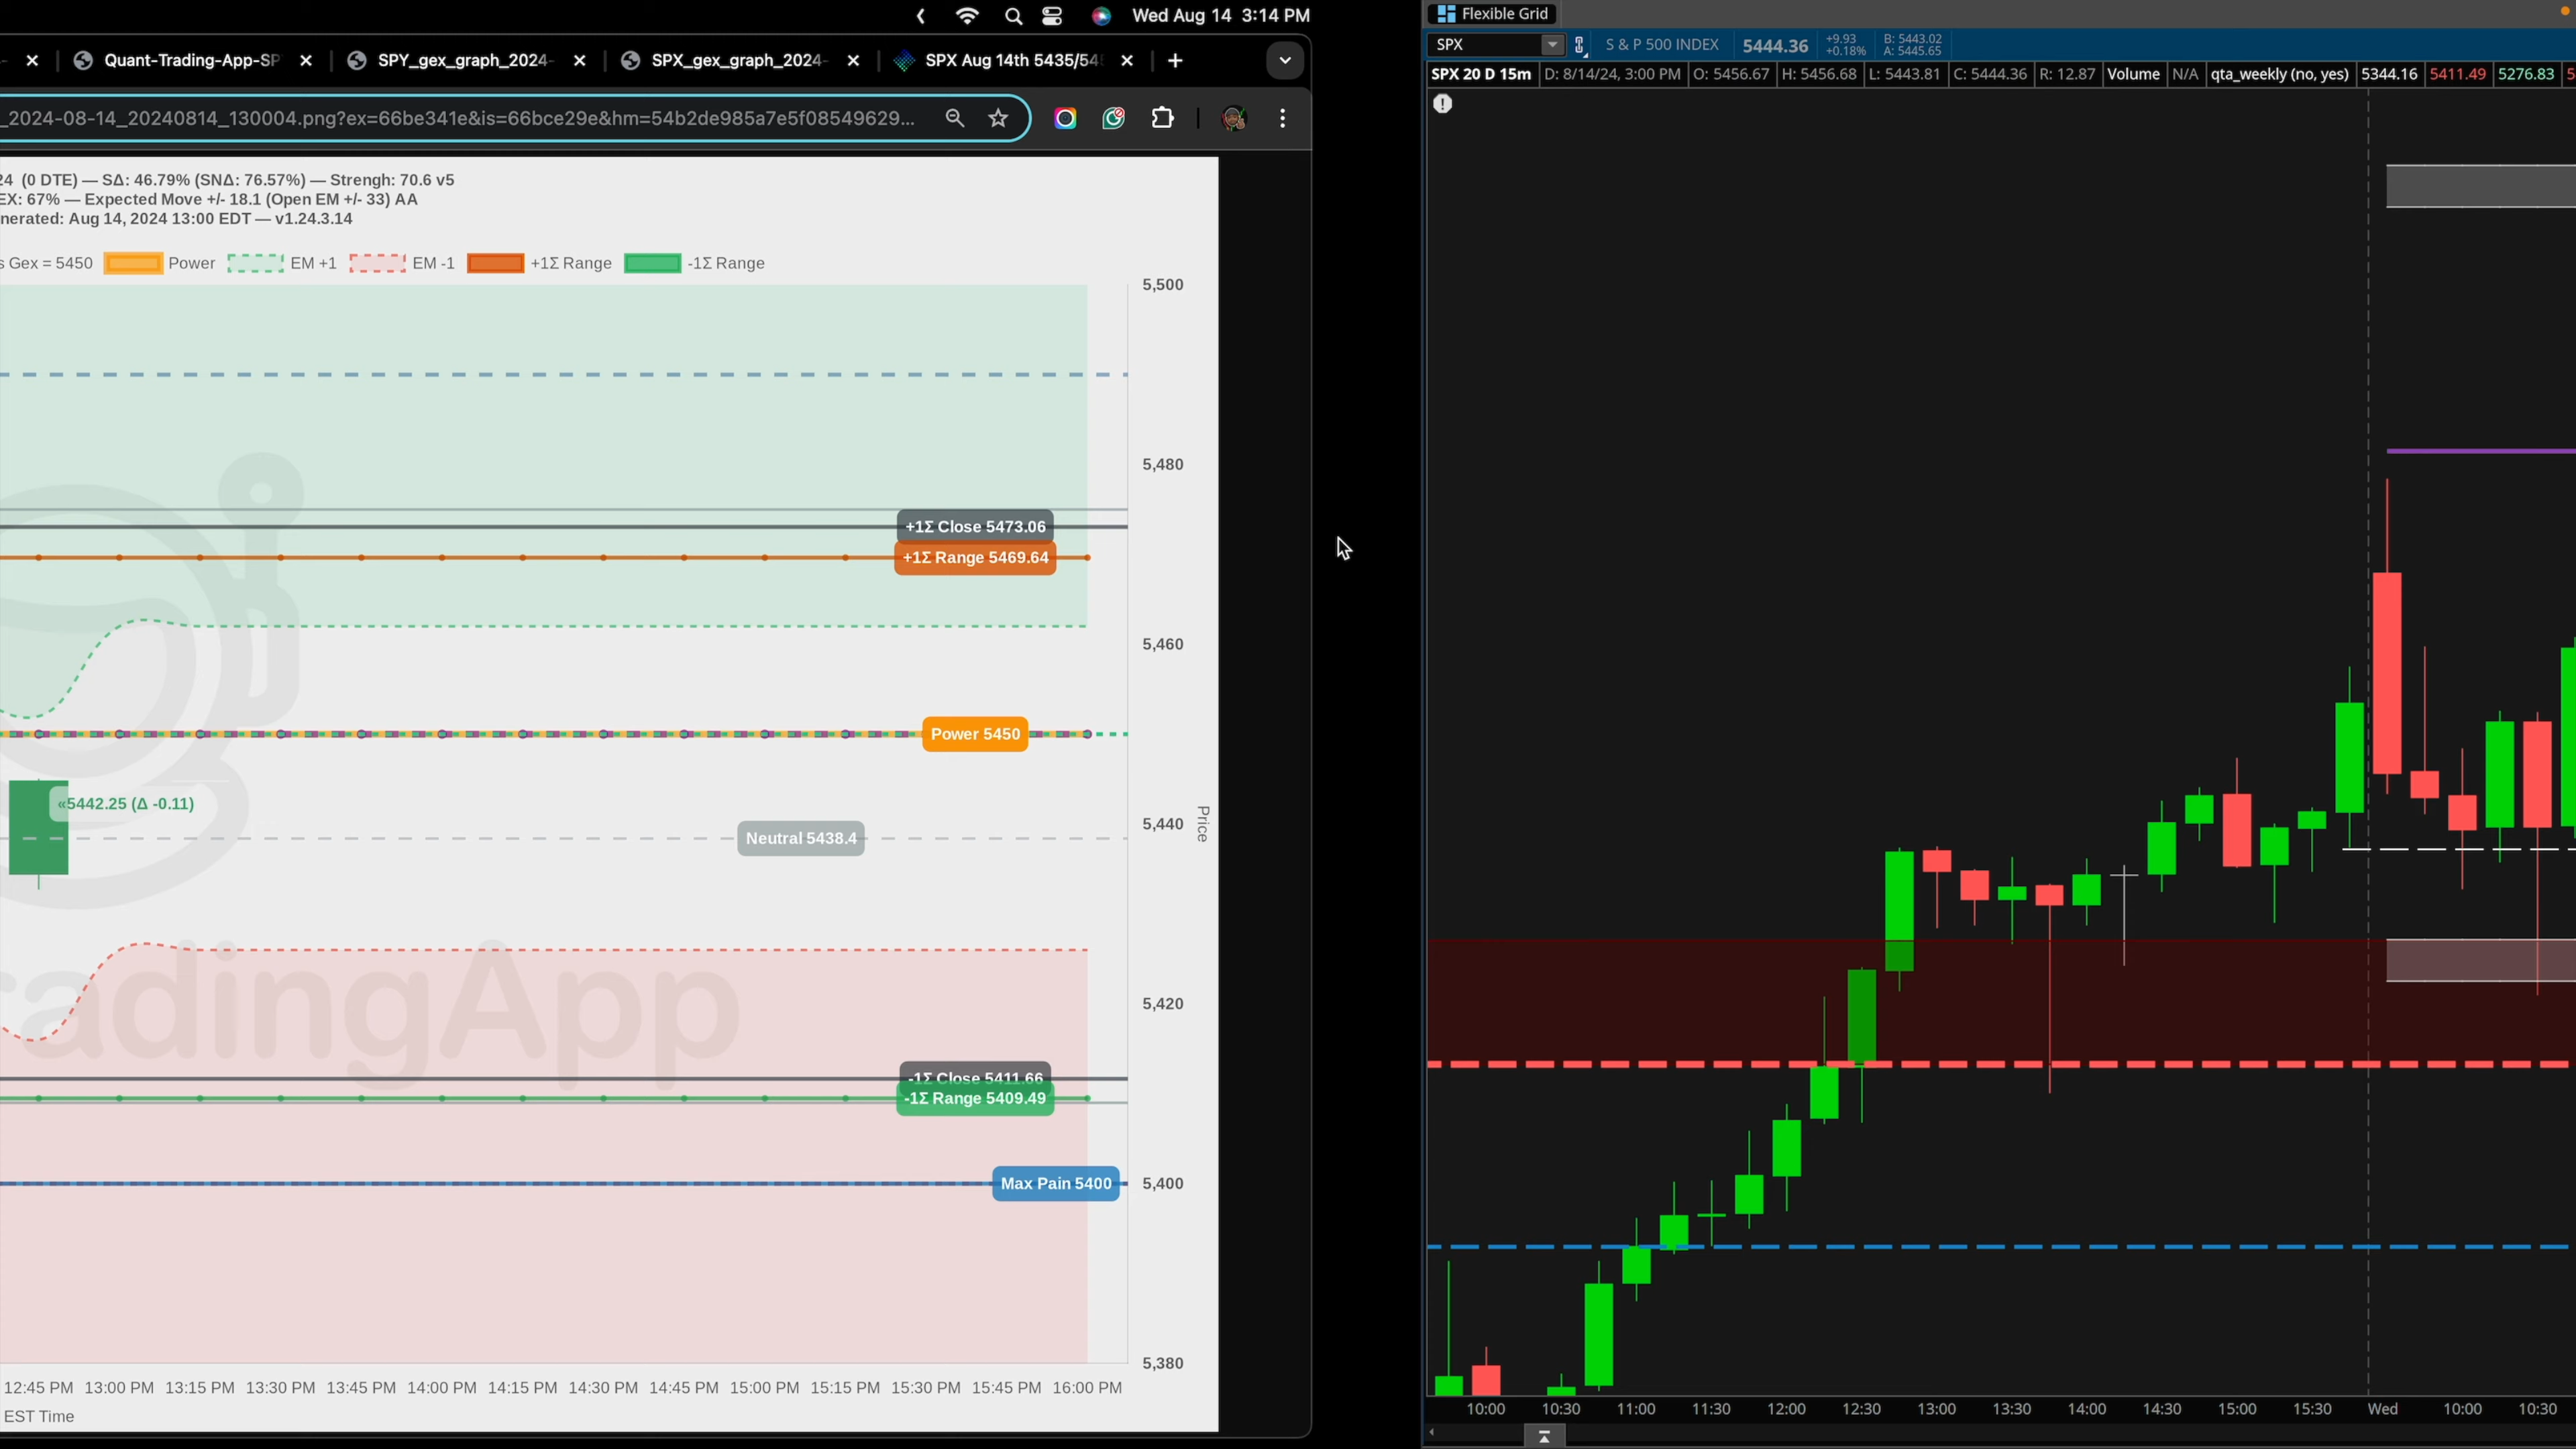 Wed Aug 14 3:14 PM
Quant-Trading-App-SP
SPY_gex_graph_2024-
SPX_gex_graph_2024-
SPX Aug 14th 5435/54
_2024-08-14_20240814_130004.png?ex=66be341e&is=66bce29e&hm=54b2de985a7e5f08549629...
24 (0 DTE) — SΔ: 46.79% (SNΔ: 76.57%) — Strengh: 70.6 v5
EX: 67% — Expected Move +/- 18.1 (Open EM +/- 33) AA
nerated: Aug 14, 2024 13:00 EDT — v1.24.3.14
s Gex = 5450 Power EM +1 EM -1 +1Σ Range -1Σ Range
5,500
5,480
+1Σ Close 5473.06
+1Σ Range 5469.64
5,460
Power 5450
«5442.25 (Δ -0.11)
5,440
Neutral 5438.4
Price
5,420
adingApp
-1Σ Close 5411.66
-1Σ Range 5409.49
Max Pain 5400
5,400
5,380
12:45 PM 13:00 PM 13:15 PM 13:30 PM 13:45 PM 14:00 PM 14:15 PM 14:30 PM 14:45 PM 15:00 PM 15:15 PM 15:30 PM 15:45 PM 16:00 PM
EST Time
Flexible Grid
SPX S & P 500 INDEX 5444.36 +9.93 +0.18% B: 5443.02 A: 5445.65
SPX 20 D 15m D: 8/14/24, 3:00 PM O: 5456.67 H: 5456.68 L: 5443.81 C: 5444.36 R: 12.87 Volume N/A qta_weekly (no, yes) 5344.16 5411.49 5276.83 5
10:00 10:30 11:00 11:30 12:00 12:30 13:00 13:30 14:00 14:30 15:00 15:30 Wed 10:00 10:30